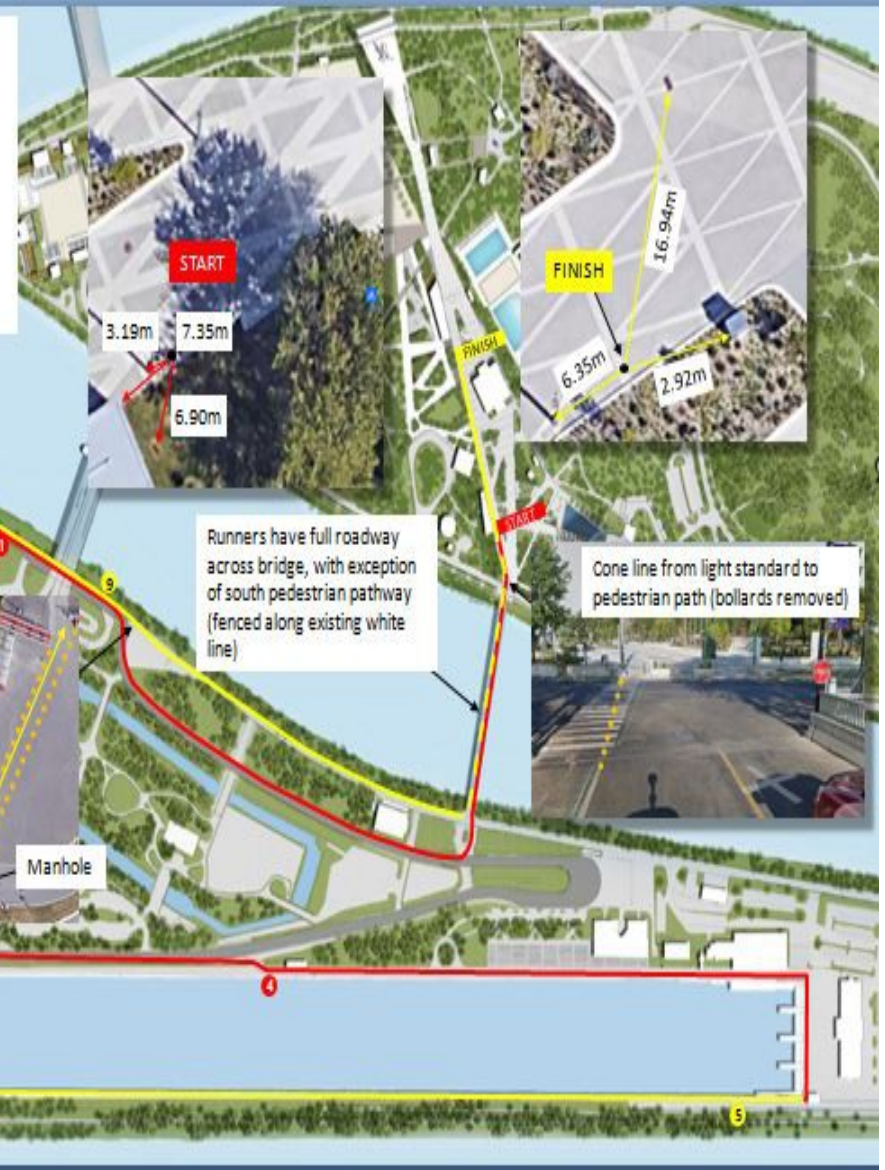 START
3.19m
7.35m
6.90m
FINISH
16.94m
6.35m
2.92m
FINISH
START
Runners have full roadway
across bridge, with exception
of south pedestrian pathway
(fenced along existing white
line)
Cone line from light standard to
pedestrian path (bollards removed)
9
Manhole
4
5